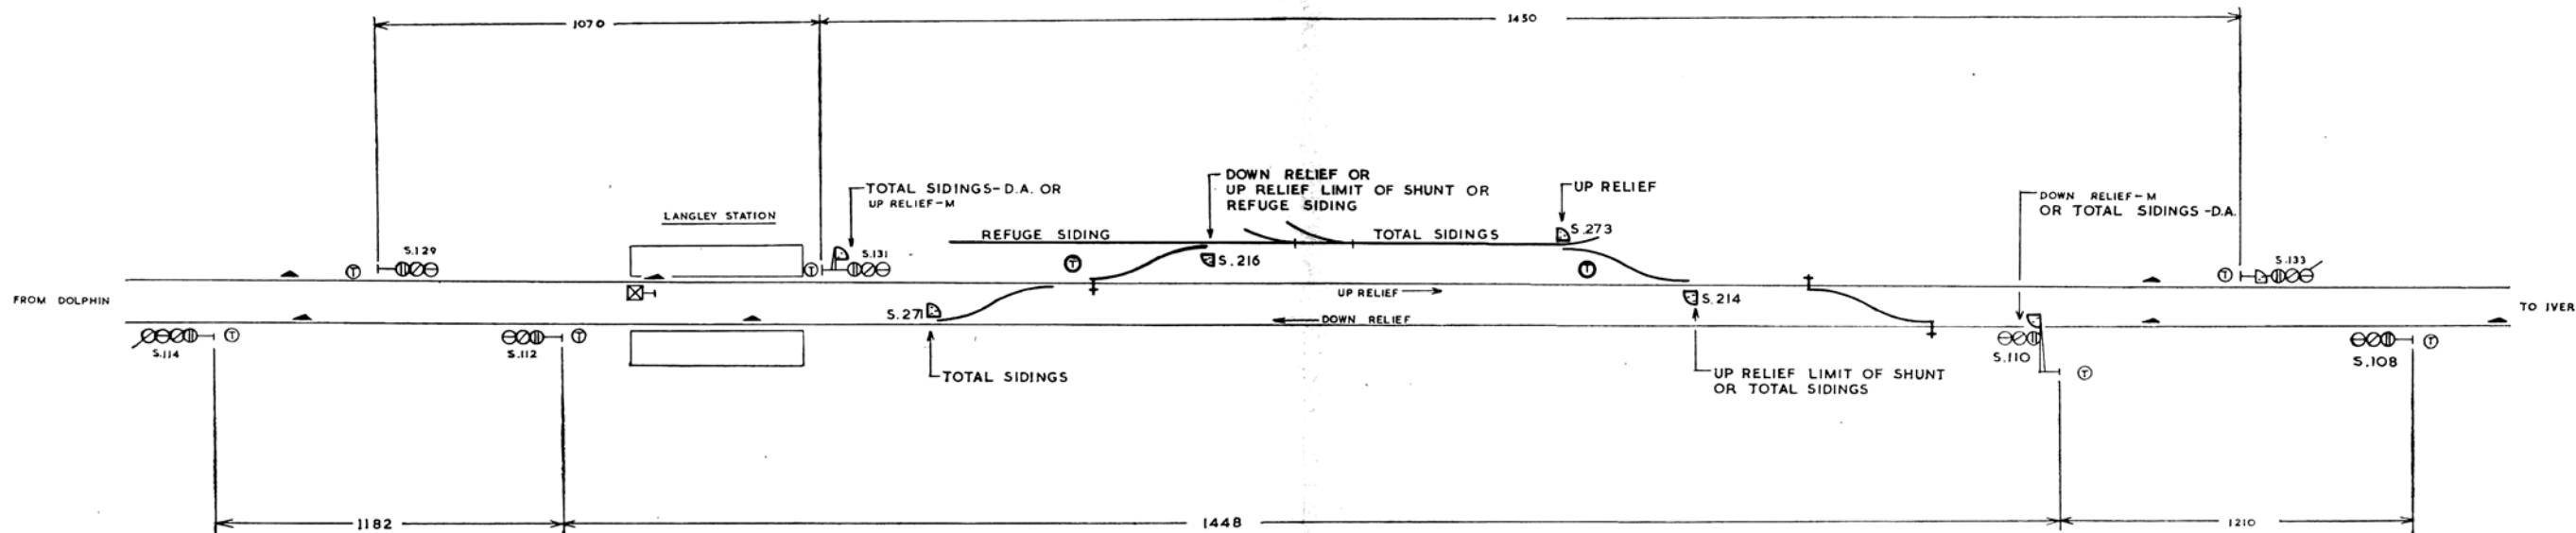 1070
1450
DOWN RELIEF OR
UP RELIEF LIMIT OF SHUNT OR
REFUGE SIDING
TOTAL SIDINGS-D.A. OR
UP RELIEF-M
UP RELIEF
DOWN RELIEF-M
OR TOTAL SIDINGS-D.A.
LANGLEY STATION
REFUGE SIDING
TOTAL SIDINGS
S.273
S.129
S.131
S.216
S.133
T
T
T
T
T
FROM DOLPHIN
UP RELIEF
S.214
TO IVER
S.271
DOWN RELIEF
S.114
T
S.112
T
S.110
T
S.108
T
TOTAL SIDINGS
UP RELIEF LIMIT OF SHUNT
OR TOTAL SIDINGS
1182
1448
1210